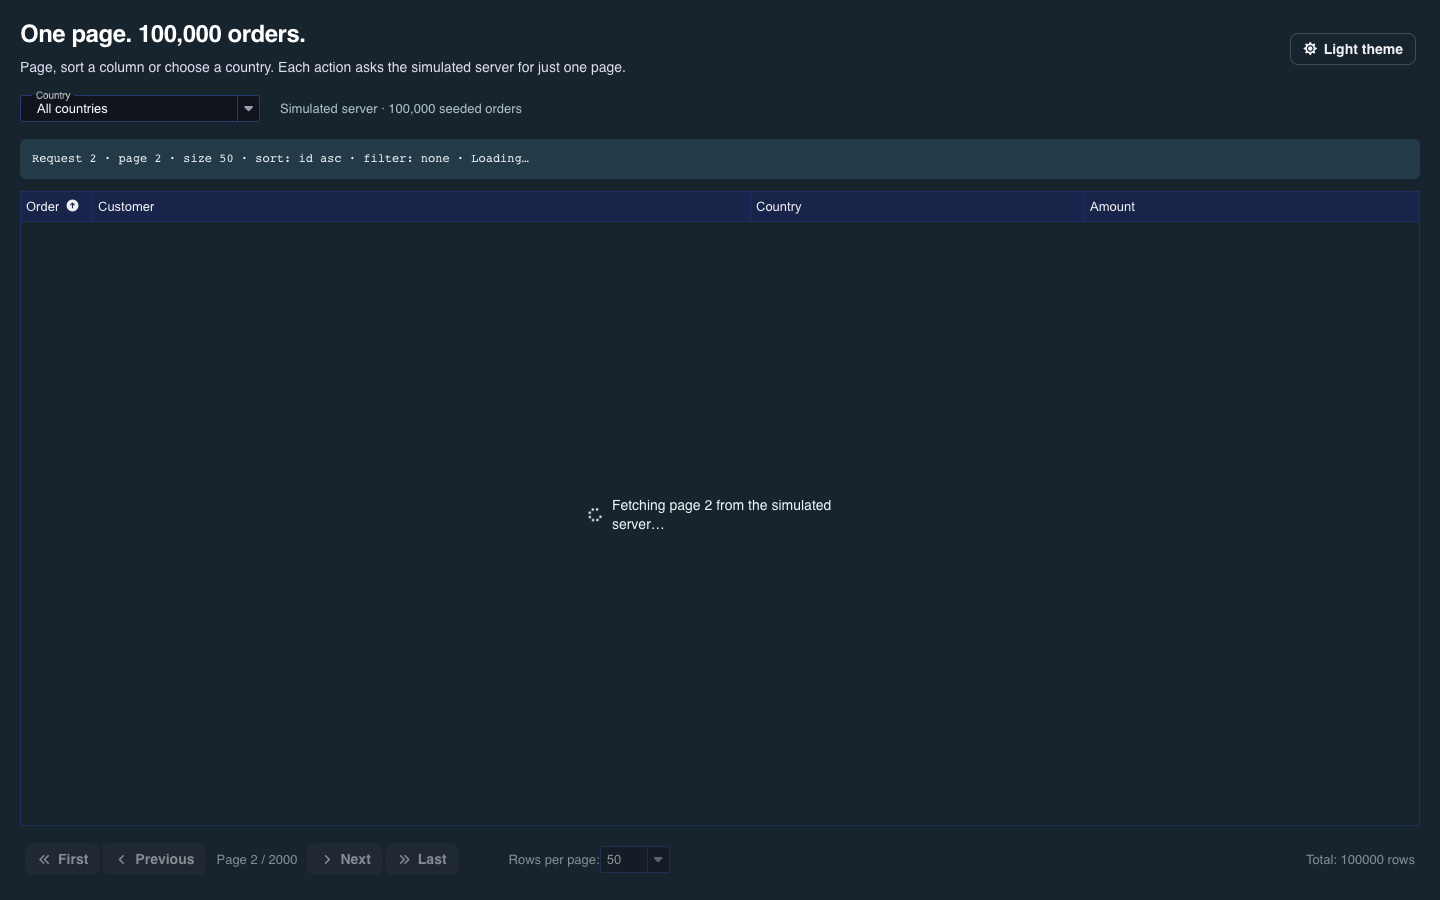 One page. 100,000 orders.
Light theme
Page, sort a column or choose a country. Each action asks the simulated server for just one page.
Country
All countries
Simulated server · 100,000 seeded orders
Request 2 · page 2 · size 50 · sort: id asc · filter: none · Loading…
Order Customer Country Amount
Fetching page 2 from the simulated
server…
First Previous Page 2 / 2000 Next Last Rows per page: 50 Total: 100000 rows